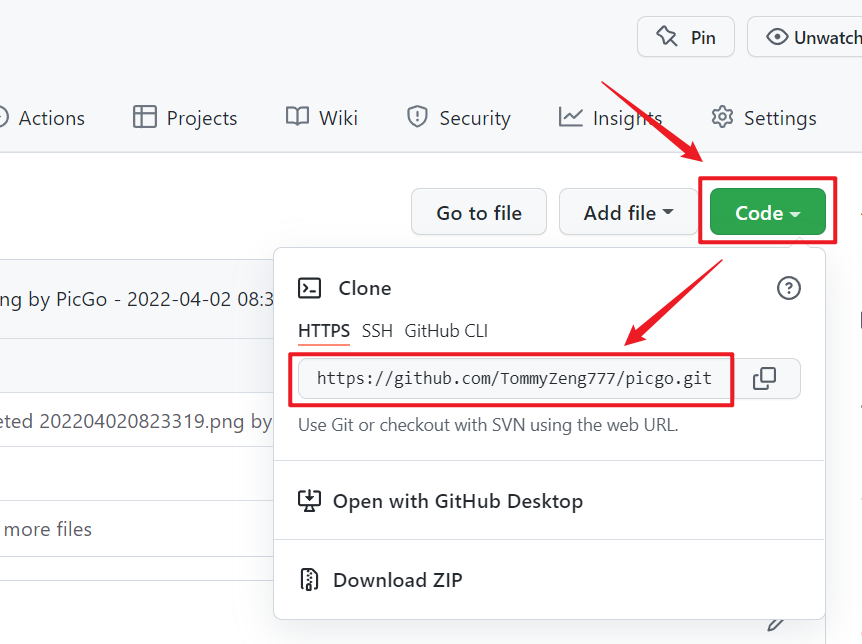 Pin
Unwatch
Actions
Projects
Wiki
Security
Insights
Settings
Go to file
Add file
Code
ng by PicGo - 2022-04-02 08:3
Clone
HTTPS
SSH
GitHub CLI
https://github.com/TommyZeng777/picgo.git
eted 202204020823319.png by
Use Git or checkout with SVN using the web URL.
Open with GitHub Desktop
more files
Download ZIP